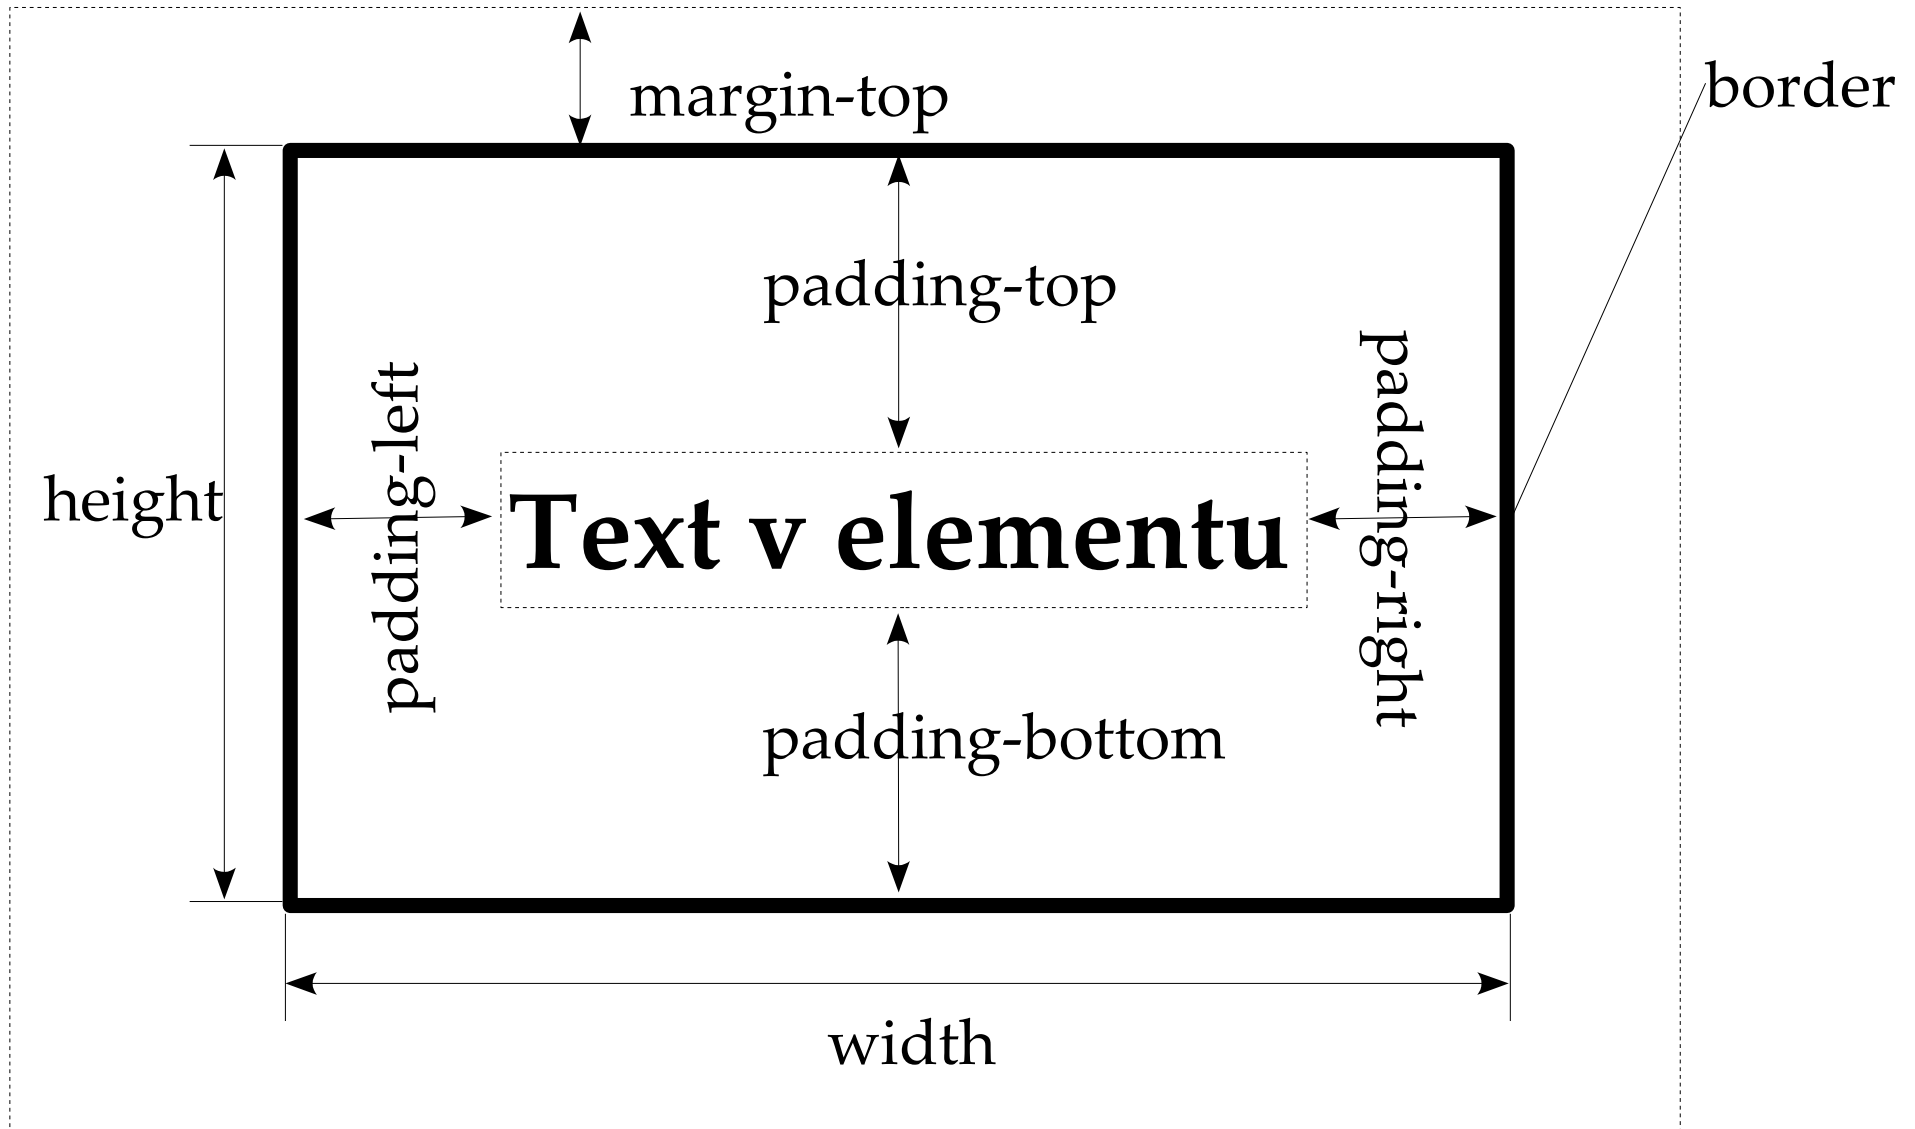 margin-top
border
padding-top
padding-left
padding-right
height
Text v elementu
padding-bottom
width